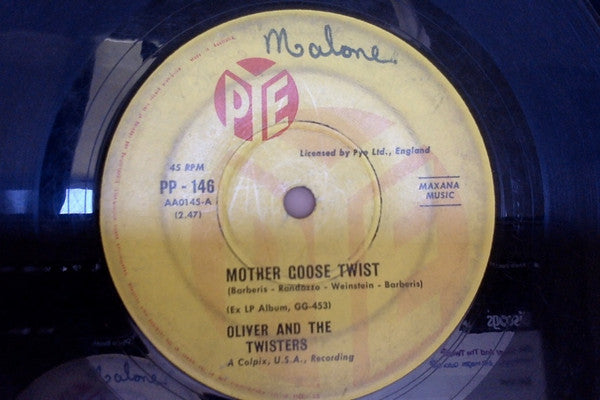 Malone
PYE
Licensed by Pye Ltd., England
45 RPM
PP - 146
AA0145-A
(2.47)
MAXANA
MUSIC
MOTHER GOOSE TWIST
(Barberis - Randazzo - Weinstein - Barberis)
(Ex LP Album, GG-453)
OLIVER AND THE
TWISTERS
A Colpix, U.S.A., Recording
Malone